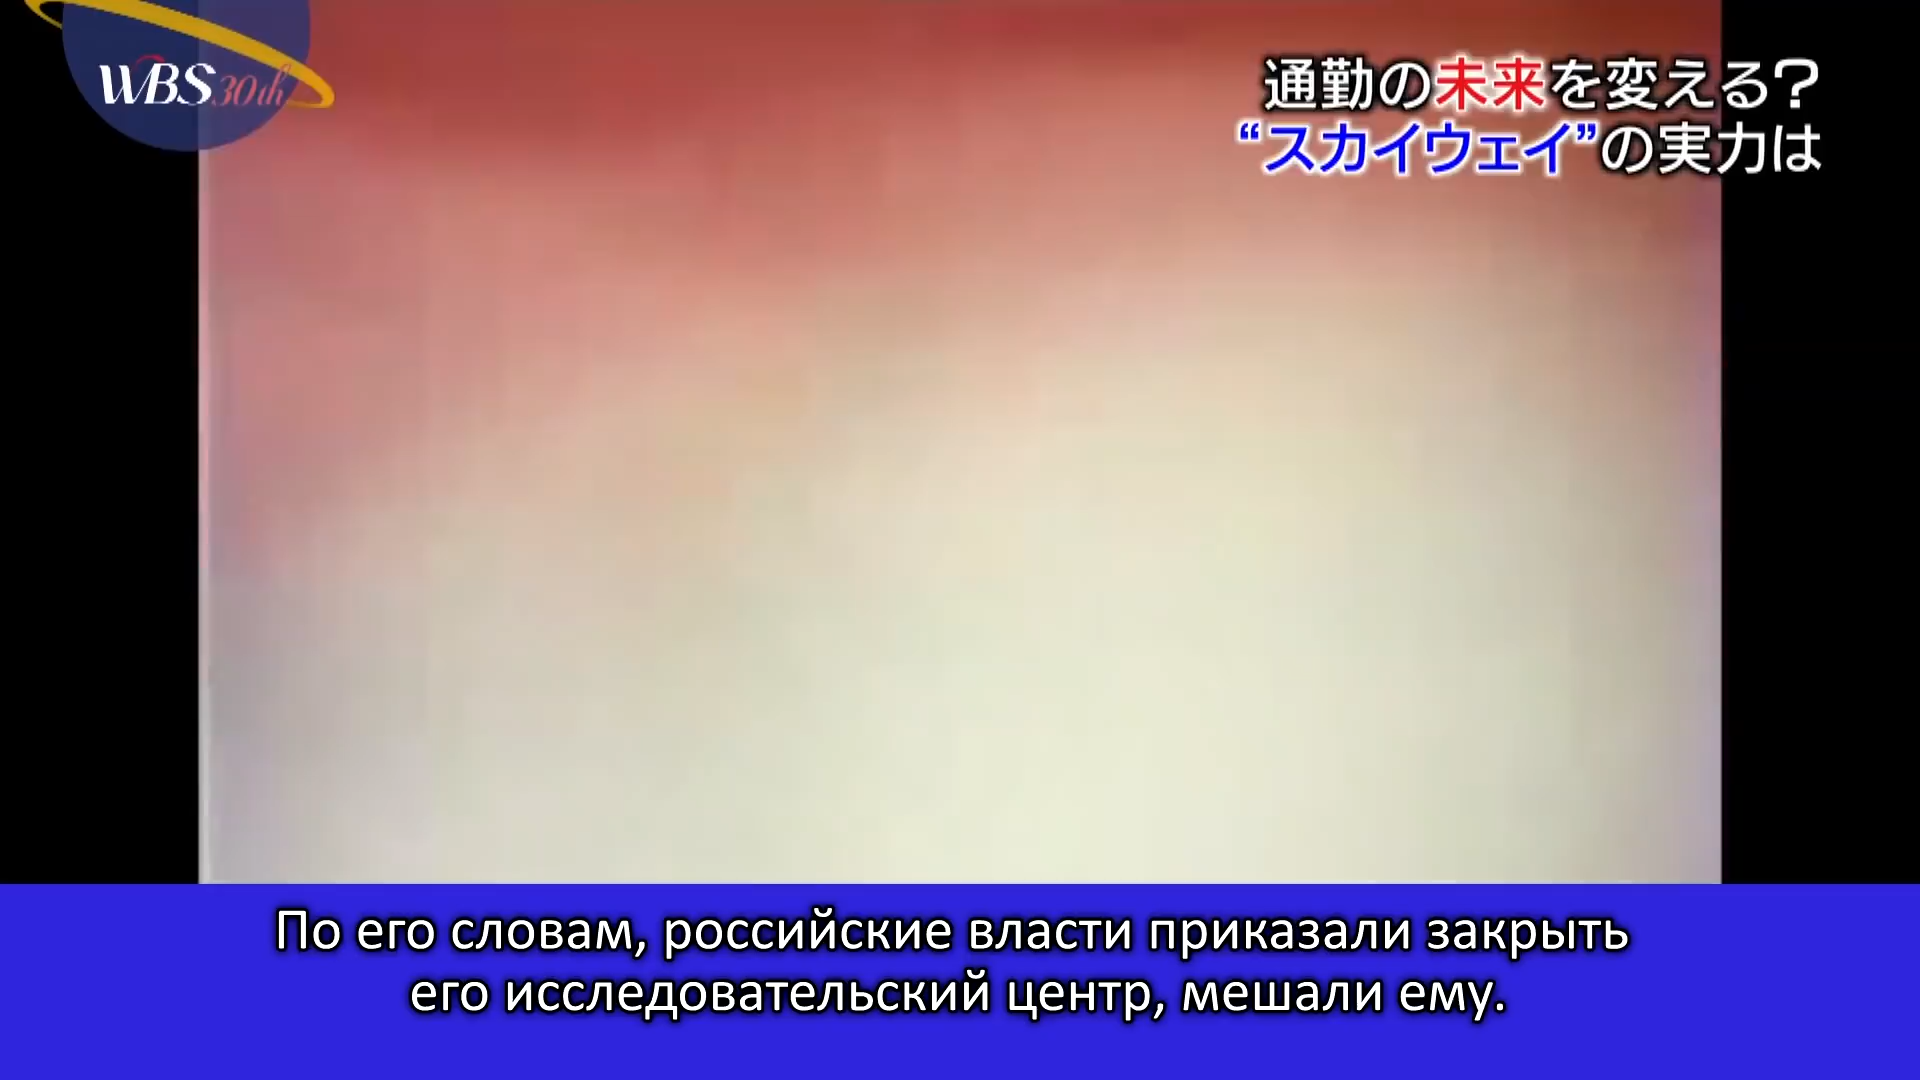 WBS 30th
通勤の未来を変える?
“スカイウェイ”の実力は
По его словам, российские власти приказали закрыть
его исследовательский центр, мешали ему.